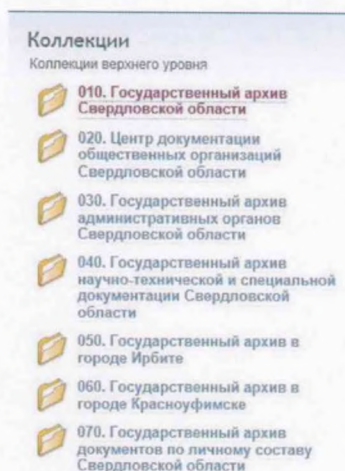 Коллекции
Коллекции верхнего уровня
010. Государственный архив
Свердловской области
020. Центр документации
общественных организаций
Свердловской области
030. Государственный архив
административных органов
Свердловской области
040. Государственный архив
научно-технической и специальной
документации Свердловской
области
050. Государственный архив в
городе Ирбите
060. Государственный архив в
городе Красноуфимске
070. Государственный архив
документов по личному составу
Свердловской области